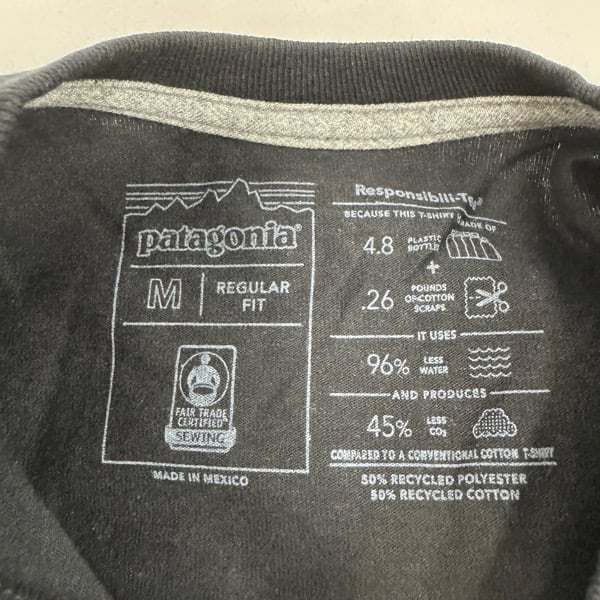 patagonia®
M
REGULAR
FIT
FAIR TRADE
CERTIFIED™
SEWING
MADE IN MEXICO
Responsibili-Tee
BECAUSE THIS T-SHIRT MADE OF
4.8 PLASTIC
BOTTLES
+
.26 POUNDS
OF COTTON
SCRAPS
IT USES
96% LESS
WATER
AND PRODUCES
45% LESS
CO₂
COMPARED TO A CONVENTIONAL COTTON T-SHIRT
50% RECYCLED POLYESTER
50% RECYCLED COTTON